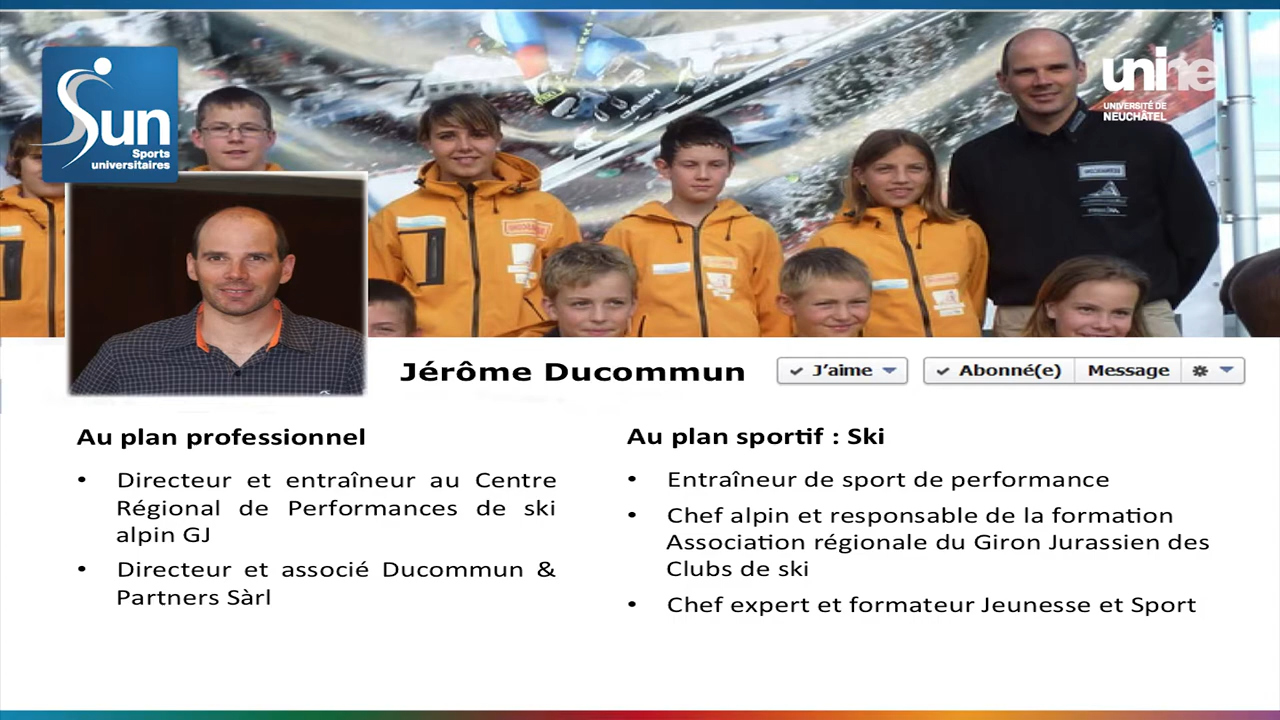 Sun
Sports
universitaires
unine
UNIVERSITÉ DE
NEUCHÂTEL
Jérôme Ducommun
J'aime
Abonné(e)
Message
Au plan professionnel
• Directeur et entraîneur au Centre
Régional de Performances de ski
alpin GJ
• Directeur et associé Ducommun &
Partners Sàrl
Au plan sportif : Ski
• Entraîneur de sport de performance
• Chef alpin et responsable de la formation
Association régionale du Giron Jurassien des
Clubs de ski
• Chef expert et formateur Jeunesse et Sport